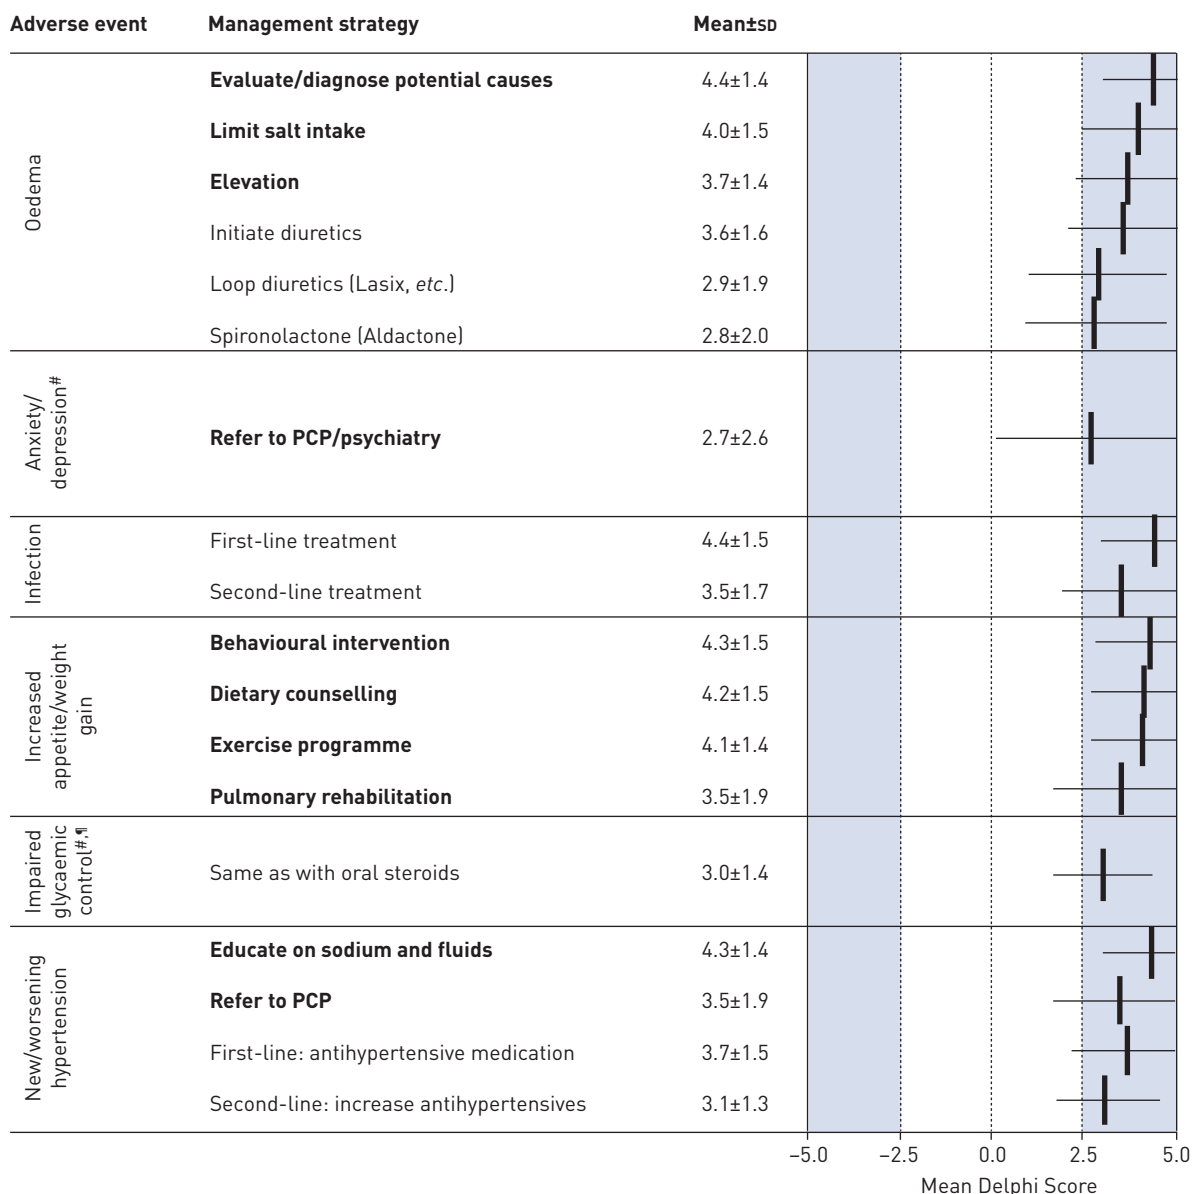 Adverse event Management strategy Mean±SD
Oedema
Evaluate/diagnose potential causes 4.4±1.4
Limit salt intake 4.0±1.5
Elevation 3.7±1.4
Initiate diuretics 3.6±1.6
Loop diuretics (Lasix, etc.) 2.9±1.9
Spironolactone (Aldactone) 2.8±2.0
Anxiety/
depression#
Refer to PCP/psychiatry 2.7±2.6
Infection
First-line treatment 4.4±1.5
Second-line treatment 3.5±1.7
Increased
appetite/weight
gain
Behavioural intervention 4.3±1.5
Dietary counselling 4.2±1.5
Exercise programme 4.1±1.4
Pulmonary rehabilitation 3.5±1.9
Impaired
glycaemic
control#,¶
Same as with oral steroids 3.0±1.4
New/worsening
hypertension
Educate on sodium and fluids 4.3±1.4
Refer to PCP 3.5±1.9
First-line: antihypertensive medication 3.7±1.5
Second-line: increase antihypertensives 3.1±1.3
–5.0 –2.5 0.0 2.5 5.0
Mean Delphi Score